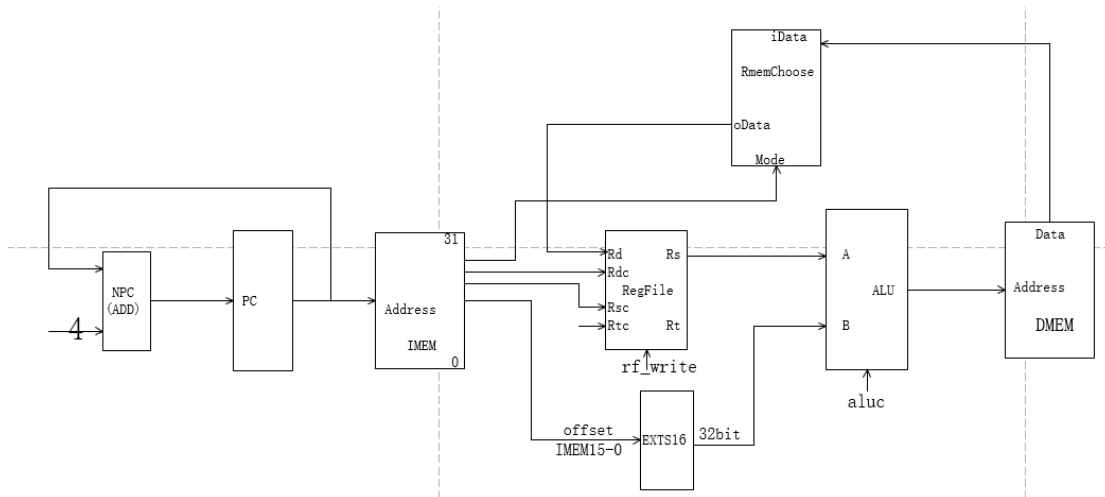 iData
RmemChoose
oData
Mode
31
Rd
Rs
Rdc
RegFile
Rsc
Rtc
Rt
rf_write
NPC
(ADD)
4
PC
Address
IMEM
0
A
ALU
B
aluc
Data
Address
DMEM
offset
IMEM15-0
EXTS16
32bit